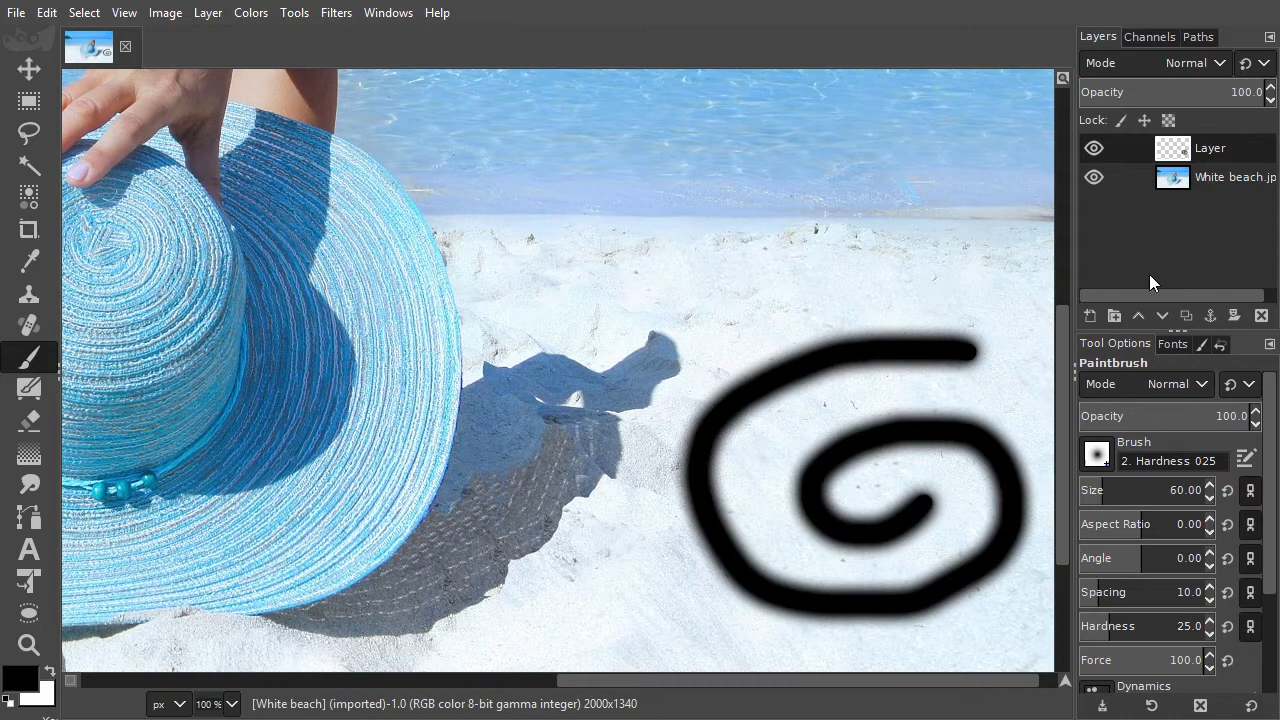 File Edit Select View Image Layer Colors Tools Filters Windows Help
Layers Channels Paths
Mode Normal
Opacity 100.0
Lock:
Layer
White beach.jp
Tool Options Fonts
Paintbrush
Mode Normal
Opacity 100.0
Brush
2. Hardness 025
Size 60.00
Aspect Ratio 0.00
Angle 0.00
Spacing 10.0
Hardness 25.0
Force 100.0
Dynamics
px 100 % [White beach] (imported)-1.0 (RGB color 8-bit gamma integer) 2000x1340